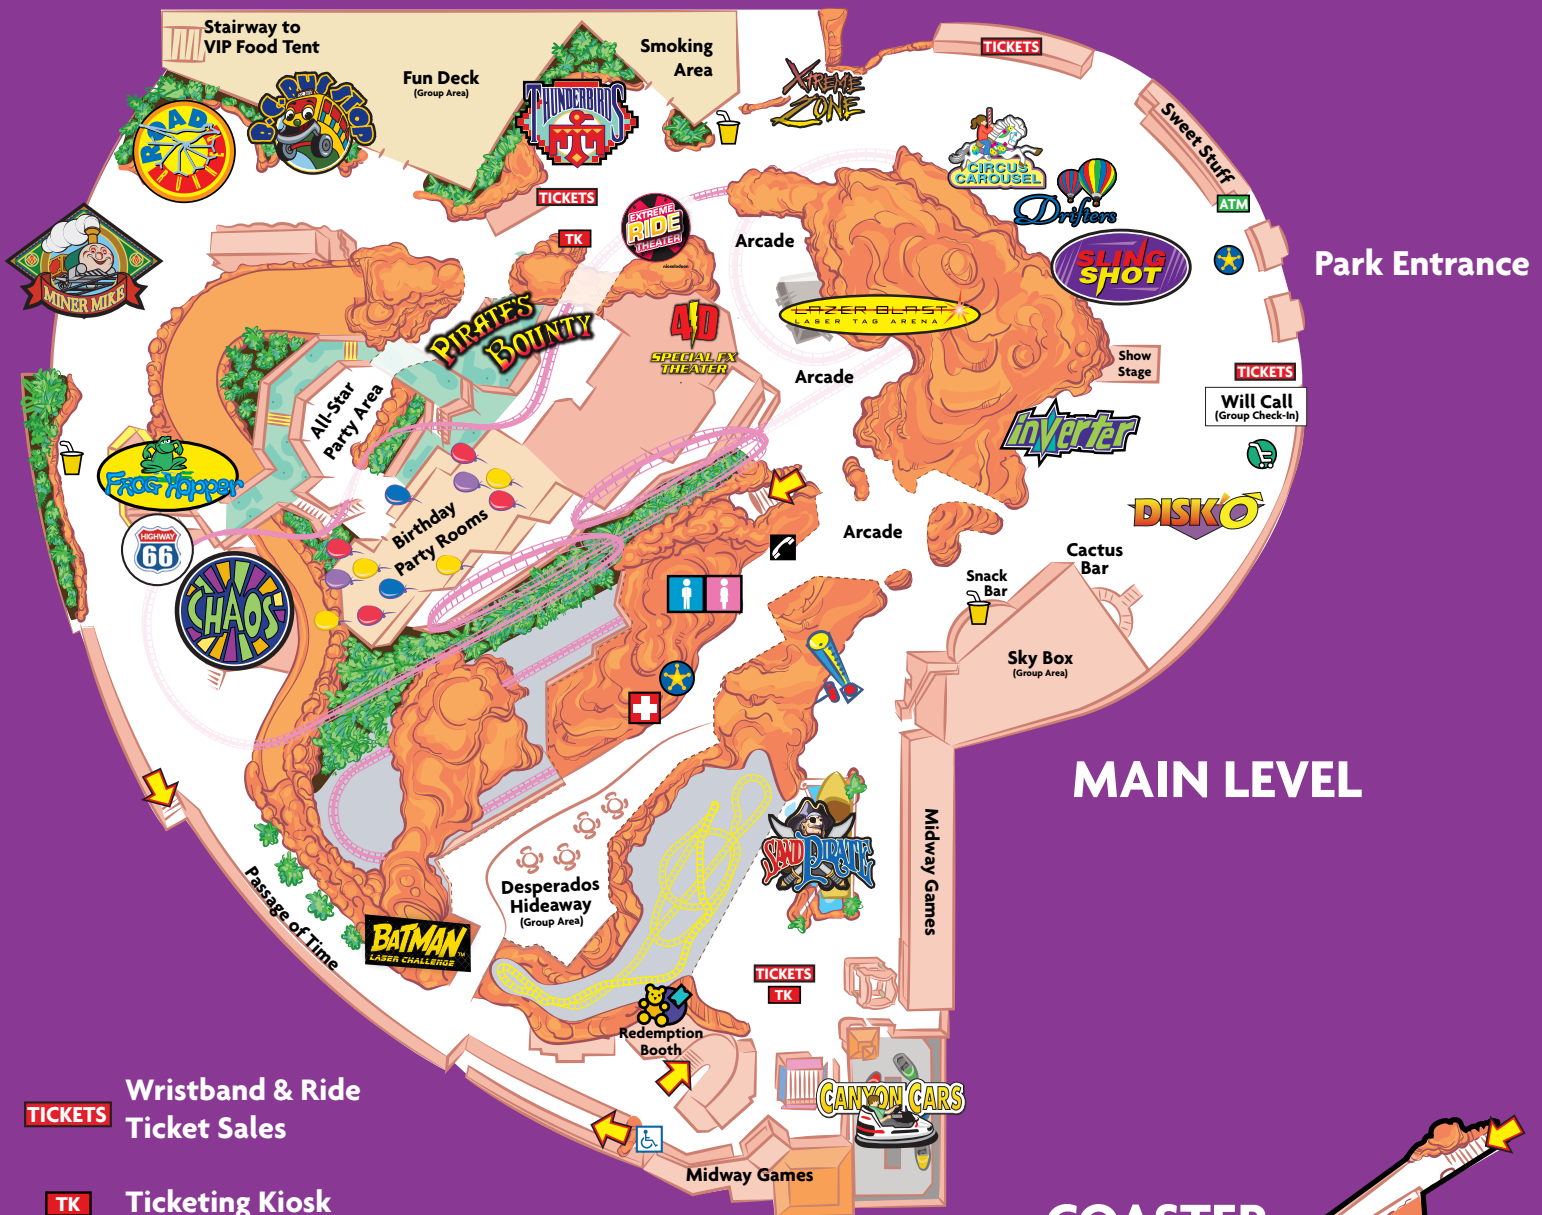 Stairway to
VIP Food Tent
Fun Deck
(Group Area)
Smoking
Area
TICKETS
XTREME
ZONE
Sweet Stuff
ROAD
RUNNER
B.C. BUS STOP
THUNDERBIRDS
CIRCUS
CAROUSEL
Drifters
ATM
TICKETS
TK
EXTREME
RIDE
THEATER
nickelodeon
Arcade
SLING
SHOT
Park Entrance
MINER MIKE
PIRATE'S
BOUNTY
4D
SPECIAL FX
THEATER
LAZER BLAST
LASER TAG ARENA
Arcade
Show
Stage
TICKETS
Will Call
(Group Check-In)
All-Star
Party Area
inverter
FROG Hopper
HIGHWAY
66
Birthday
Party Rooms
Arcade
DISK'O
Cactus
Bar
Snack
Bar
CHAOS
Sky Box
(Group Area)
MAIN LEVEL
Midway Games
SAND PIRATE
Desperados
Hideaway
(Group Area)
Passage of Time
BATMAN
TM
LASER CHALLENGE
TICKETS
TK
Redemption
Booth
CANYON CARS
Midway Games
TICKETS
Wristband & Ride
Ticket Sales
TK
Ticketing Kiosk
COASTER